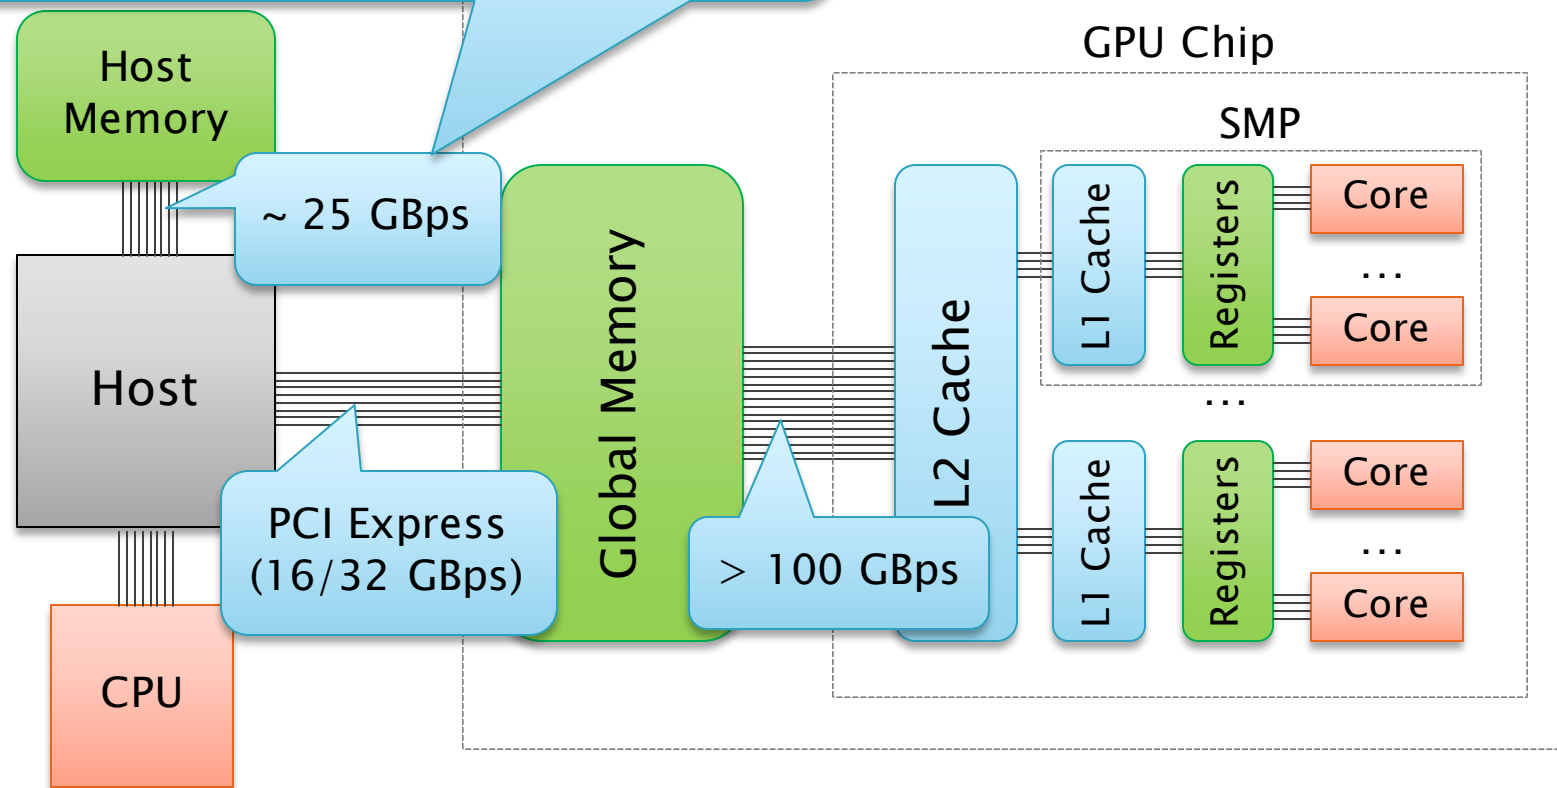 GPU Chip
Host
Memory
SMP
~ 25 GBps
Host
PCI Express
(16/32 GBps)
CPU
Global Memory
> 100 GBps
L2 Cache
L1 Cache
Registers
Core
...
Core
...
L1 Cache
Registers
Core
...
Core